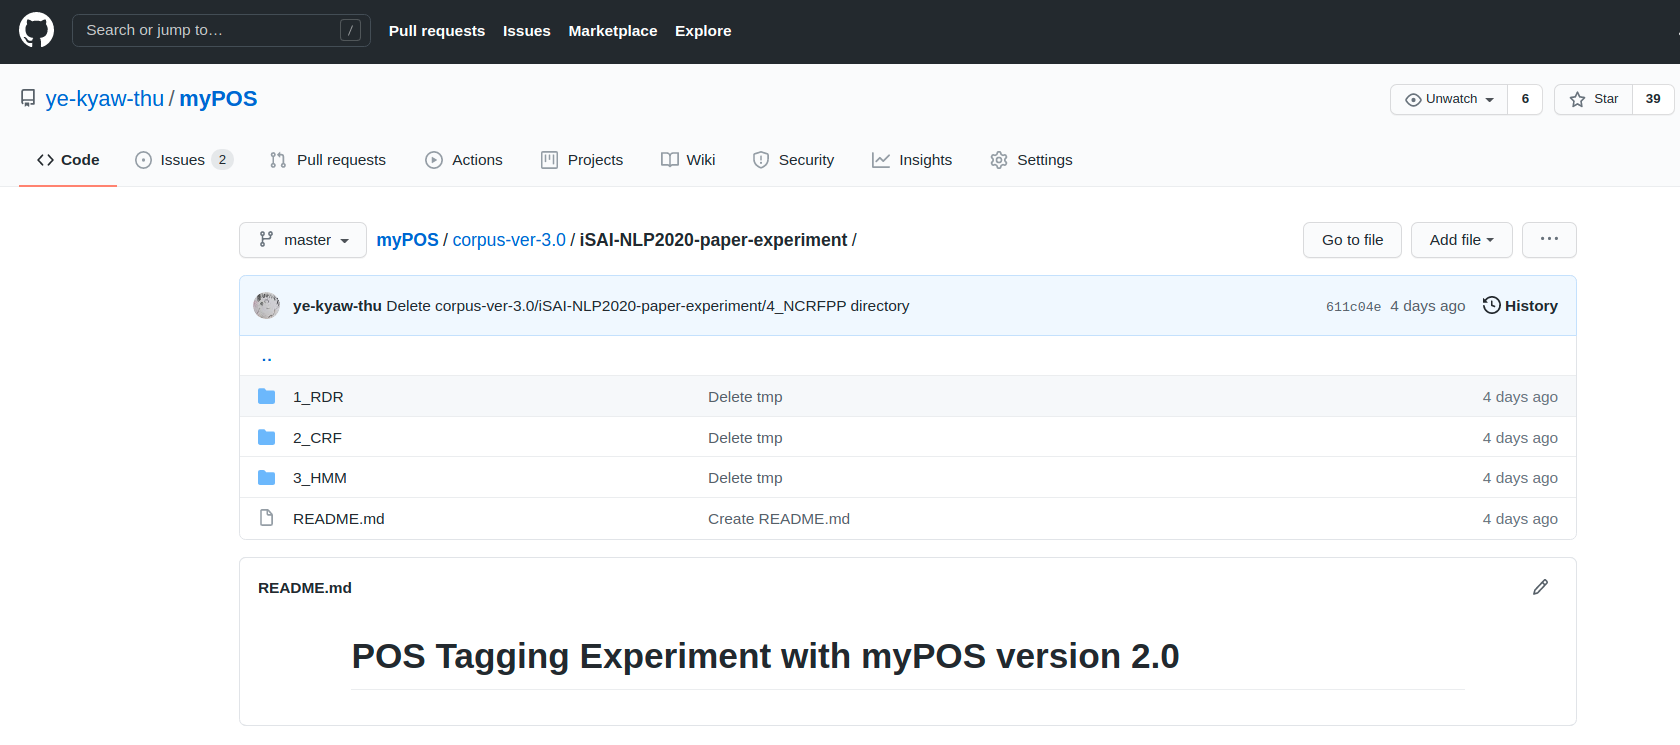 Search or jump to… / Pull requests Issues Marketplace Explore
ye-kyaw-thu / myPOS Unwatch 6 Star 39
Code Issues 2 Pull requests Actions Projects Wiki Security Insights Settings
master myPOS / corpus-ver-3.0 / iSAI-NLP2020-paper-experiment / Go to file Add file ...
ye-kyaw-thu Delete corpus-ver-3.0/iSAI-NLP2020-paper-experiment/4_NCRFPP directory 611c04e 4 days ago History
..
1_RDR Delete tmp 4 days ago
2_CRF Delete tmp 4 days ago
3_HMM Delete tmp 4 days ago
README.md Create README.md 4 days ago
README.md
POS Tagging Experiment with myPOS version 2.0